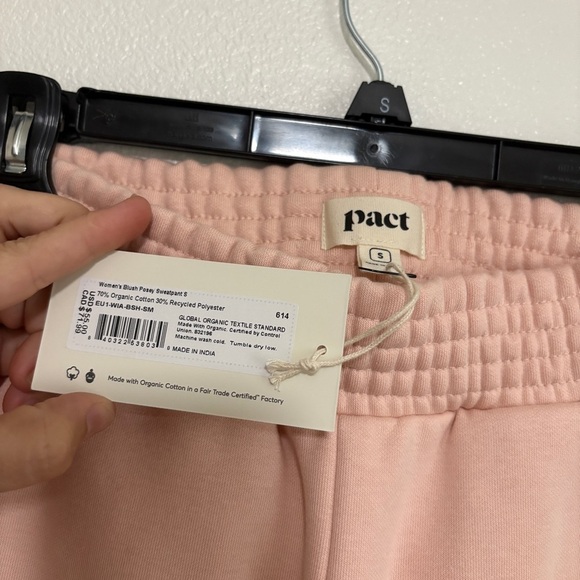 S
pact
S
Women's Blush Posey Sweatpant S
70% Organic Cotton 30% Recycled Polyester
EU1-WIA-BSH-SM
614
USD $55.00
CAD $71.99
GLOBAL ORGANIC TEXTILE STANDARD
Made With Organic. Certified by Control
Union. 832196
Machine wash cold. Tumble dry low.
MADE IN INDIA
Made with Organic Cotton in a Fair Trade Certified™ Factory